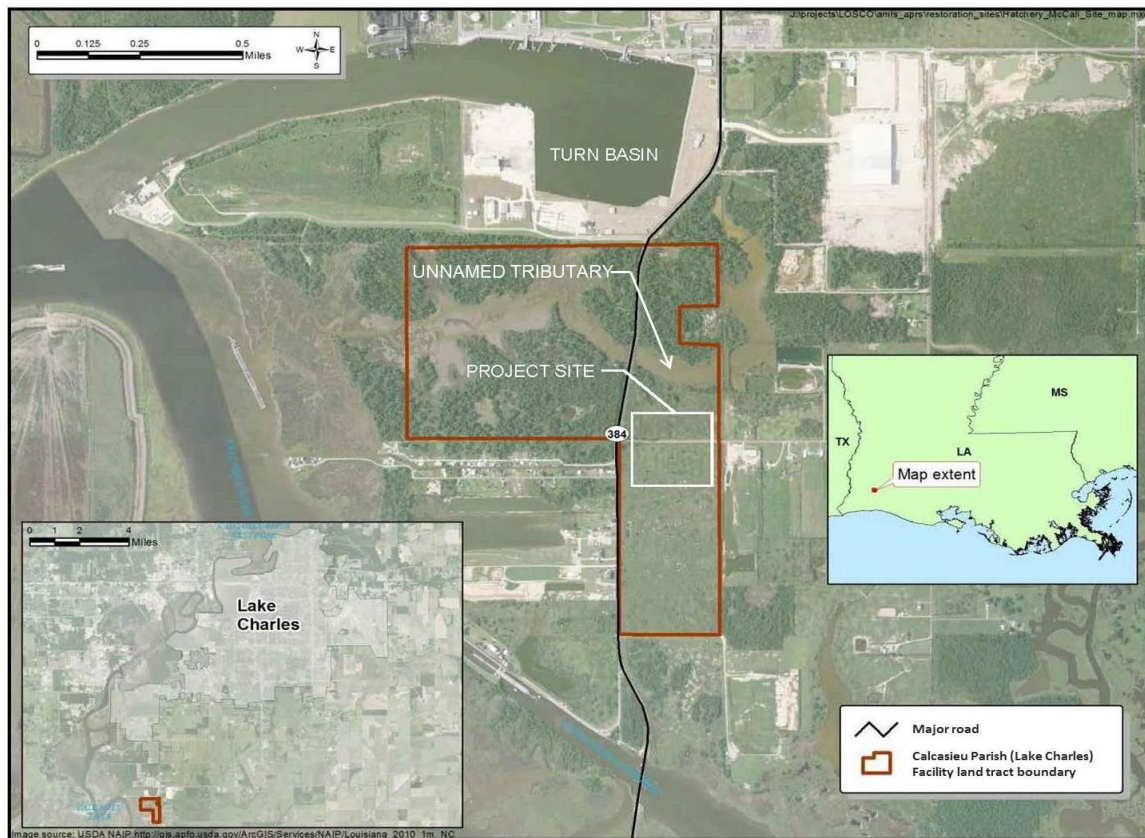 J:\projects\LOSCO\amls_aprs\restoration_sites\Hatchery_McCall_Site_map.mx
0 0.125 0.25 0.5
Miles
N
W E
S
TURN BASIN
UNNAMED TRIBUTARY
PROJECT SITE
384
MS
TX
LA
Map extent
0 1 2 4
Miles
Lake
Charles
Major road
Calcasieu Parish (Lake Charles)
Facility land tract boundary
Image source: USDA NAIP http://gis.apfo.usda.gov/ArcGIS/Services/NAIP/Louisiana_2010_1m_NC